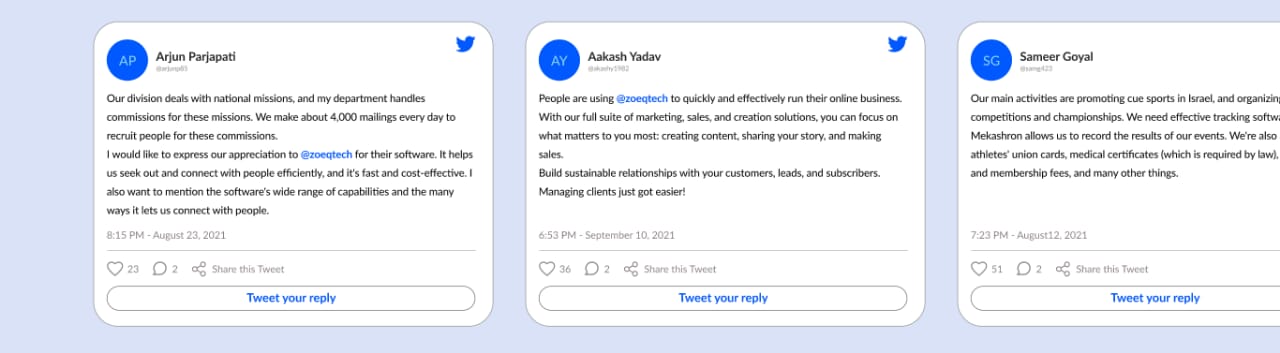 AP
Arjun Parjapati
@arjunp85
Our division deals with national missions, and my department handles
commissions for these missions. We make about 4,000 mailings every day to
recruit people for these commissions.
I would like to express our appreciation to @zoeqtech for their software. It helps
us seek out and connect with people efficiently, and it's fast and cost-effective. I
also want to mention the software's wide range of capabilities and the many
ways it lets us connect with people.
8:15 PM - August 23, 2021
23 2 Share this Tweet
Tweet your reply
AY
Aakash Yadav
@akashy1982
People are using @zoeqtech to quickly and effectively run their online business.
With our full suite of marketing, sales, and creation solutions, you can focus on
what matters to you most: creating content, sharing your story, and making
sales.
Build sustainable relationships with your customers, leads, and subscribers.
Managing clients just got easier!
6:53 PM - September 10, 2021
36 2 Share this Tweet
Tweet your reply
SG
Sameer Goyal
@samg423
Our main activities are promoting cue sports in Israel, and organizing
competitions and championships. We need effective tracking
Mekashron allows us to record the results of our events. We're also
athletes' union cards, medical certificates (which is required by law),
and membership fees, and many other things.
7:23 PM - August12, 2021
51 2 Share this Tweet
Tweet your reply